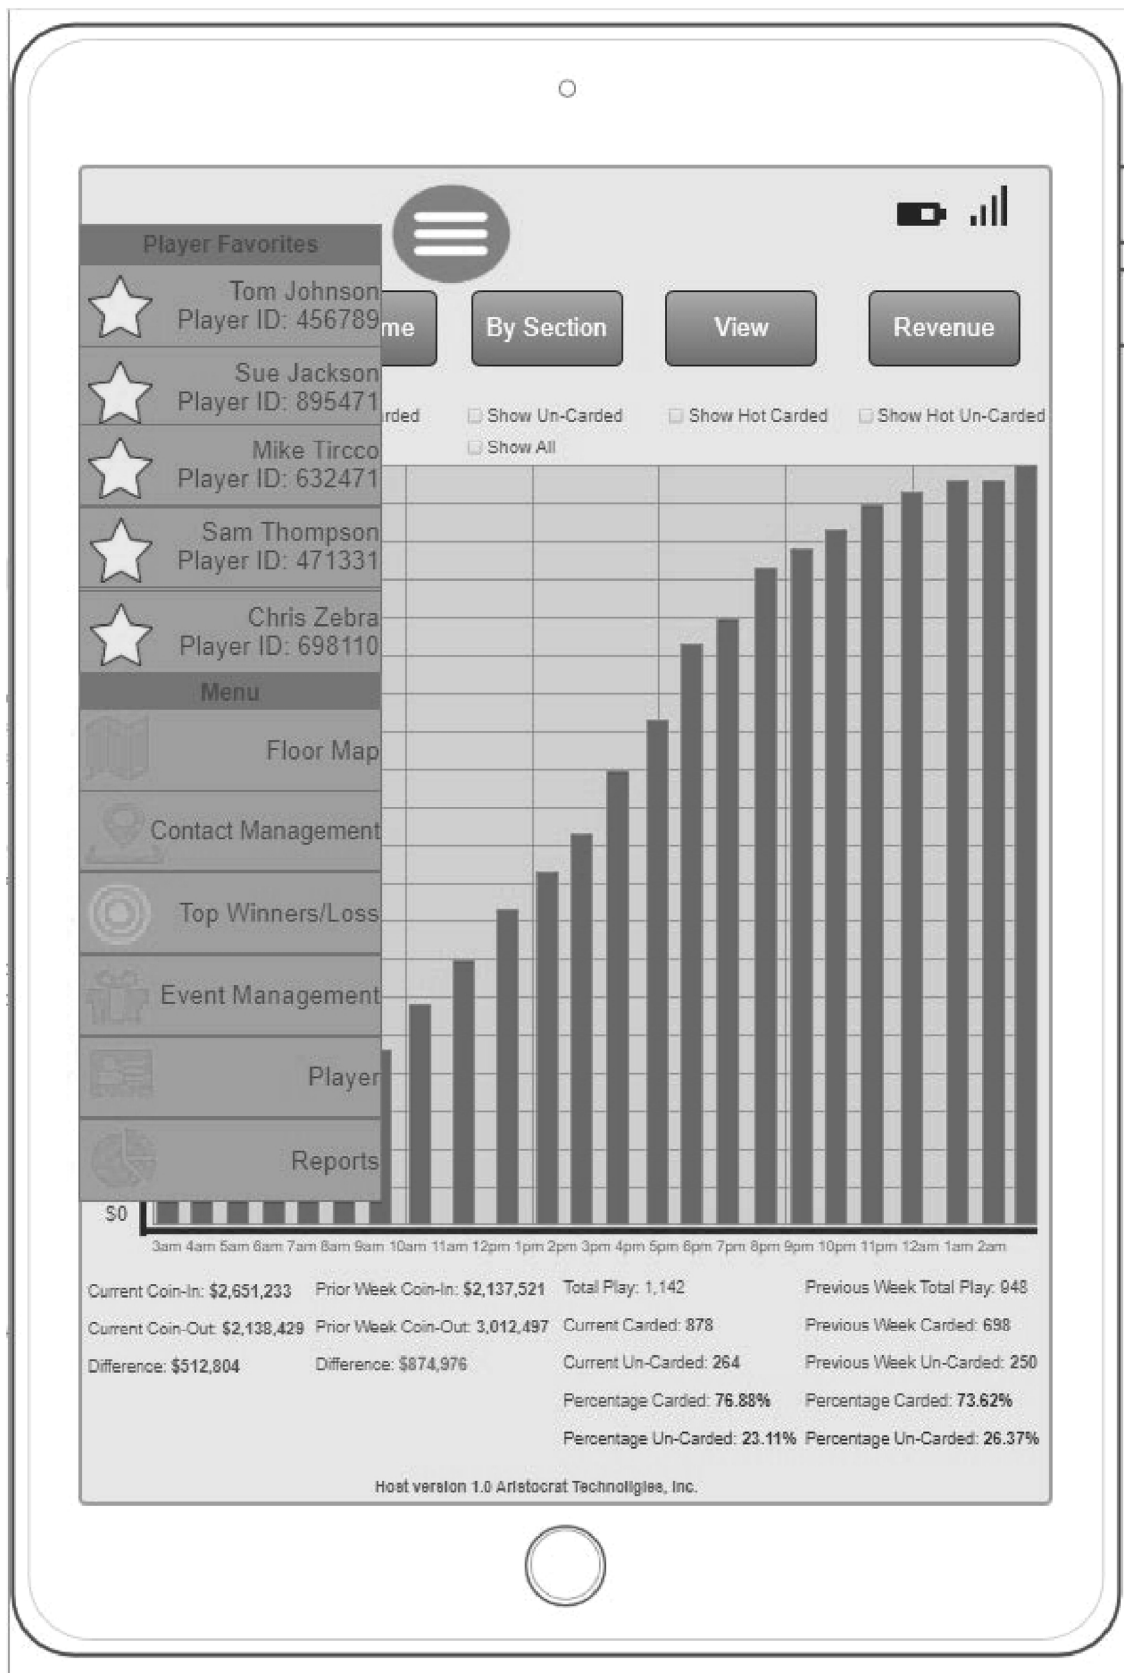 Player Favorites
Tom Johnson
Player ID: 456789
Sue Jackson
Player ID: 895471
Mike Tircco
Player ID: 632471
Sam Thompson
Player ID: 471331
Chris Zebra
Player ID: 698110
Menu
Floor Map
Contact Management
Top Winners/Loss
Event Management
Player
Reports
me
By Section
View
Revenue
rded
Show Un-Carded
Show Hot Carded
Show Hot Un-Carded
Show All
$0
3am 4am 5am 6am 7am 8am 9am 10am 11am 12pm 1pm 2pm 3pm 4pm 5pm 6pm 7pm 8pm 9pm 10pm 11pm 12am 1am 2am
Current Coin-In: $2,651,233
Current Coin-Out: $2,138,429
Difference: $512,804
Prior Week Coin-In: $2,137,521
Prior Week Coin-Out: 3,012,497
Difference: $874,976
Total Play: 1,142
Current Carded: 878
Current Un-Carded: 264
Percentage Carded: 76.88%
Percentage Un-Carded: 23.11%
Previous Week Total Play: 948
Previous Week Carded: 698
Previous Week Un-Carded: 250
Percentage Carded: 73.62%
Percentage Un-Carded: 26.37%
Host version 1.0 Aristocrat Technoligies, Inc.